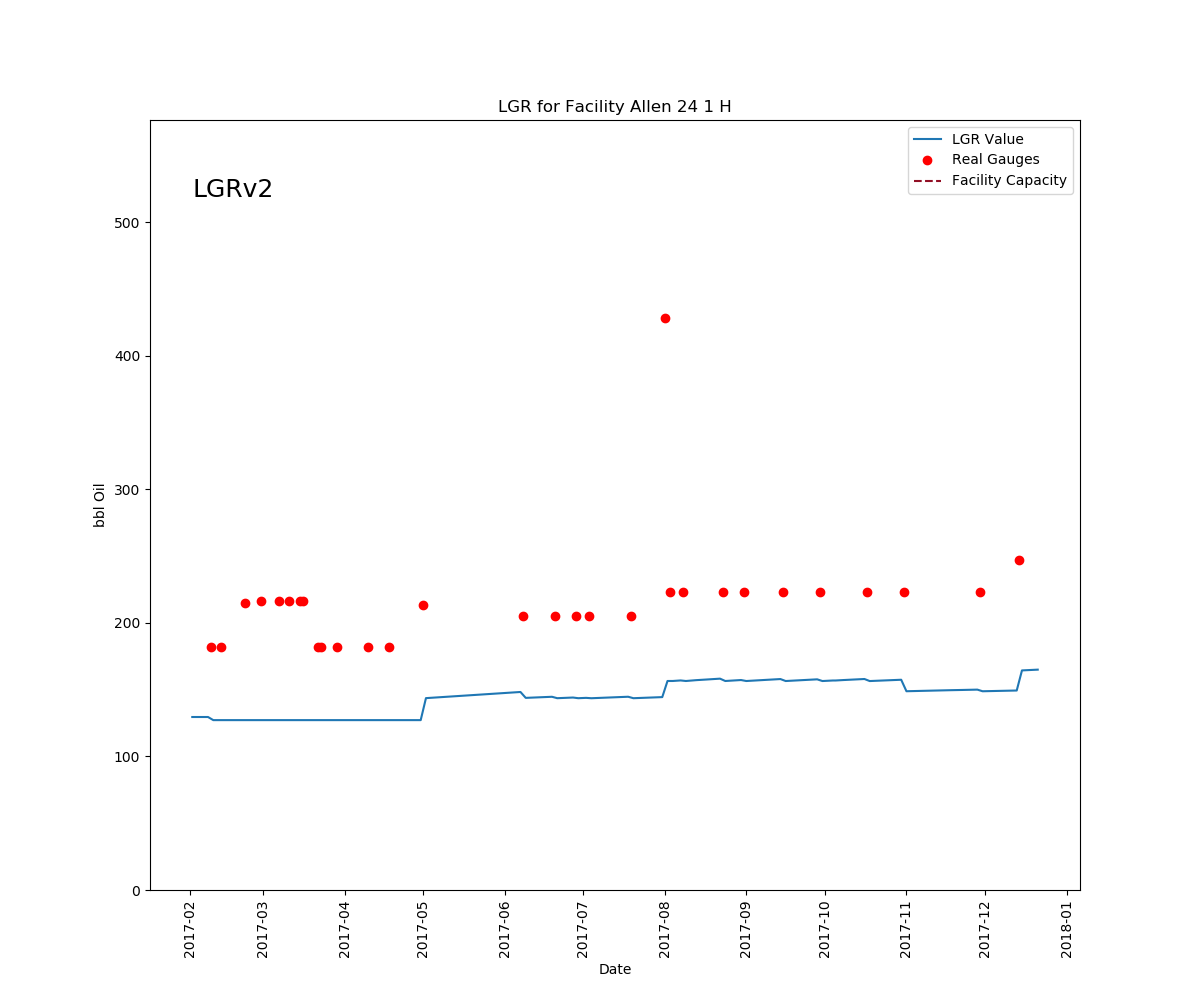 LGR for Facility Allen 24 1 H
LGR Value
Real Gauges
Facility Capacity
LGRv2
bbl Oil
500
400
300
200
100
0
2017-02
2017-03
2017-04
2017-05
2017-06
2017-07
2017-08
2017-09
2017-10
2017-11
2017-12
2018-01
Date